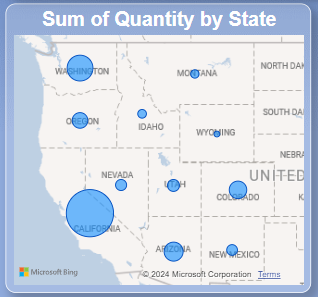 Sum of Quantity by State
WASHINGTON
MONTANA
NORTH DAK
OREGON
IDAHO
SOUTH DAK
WYOMING
NEBRA
NEVADA
UTAH
UNITED
COLORADO
CALIFORNIA
ARIZONA
NEW MEXICO
Microsoft Bing
© 2024 Microsoft Corporation Terms